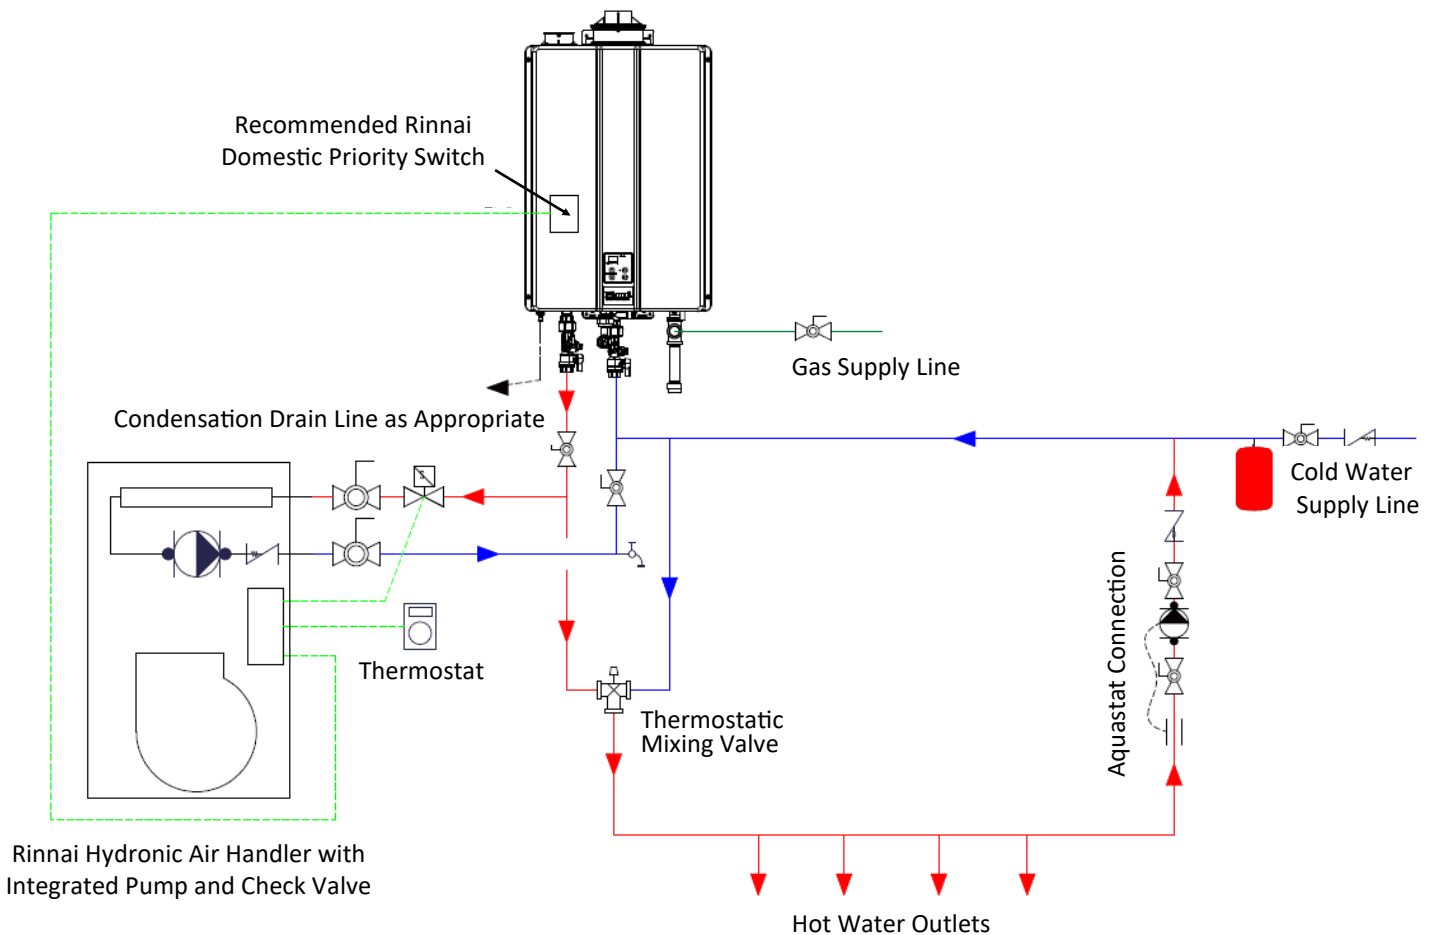 Recommended Rinnai
Domestic Priority Switch
Gas Supply Line
Condensation Drain Line as Appropriate
Cold Water
Supply Line
S
Thermostat
Aquastat Connection
Thermostatic
Mixing Valve
Rinnai Hydronic Air Handler with
Integrated Pump and Check Valve
Hot Water Outlets